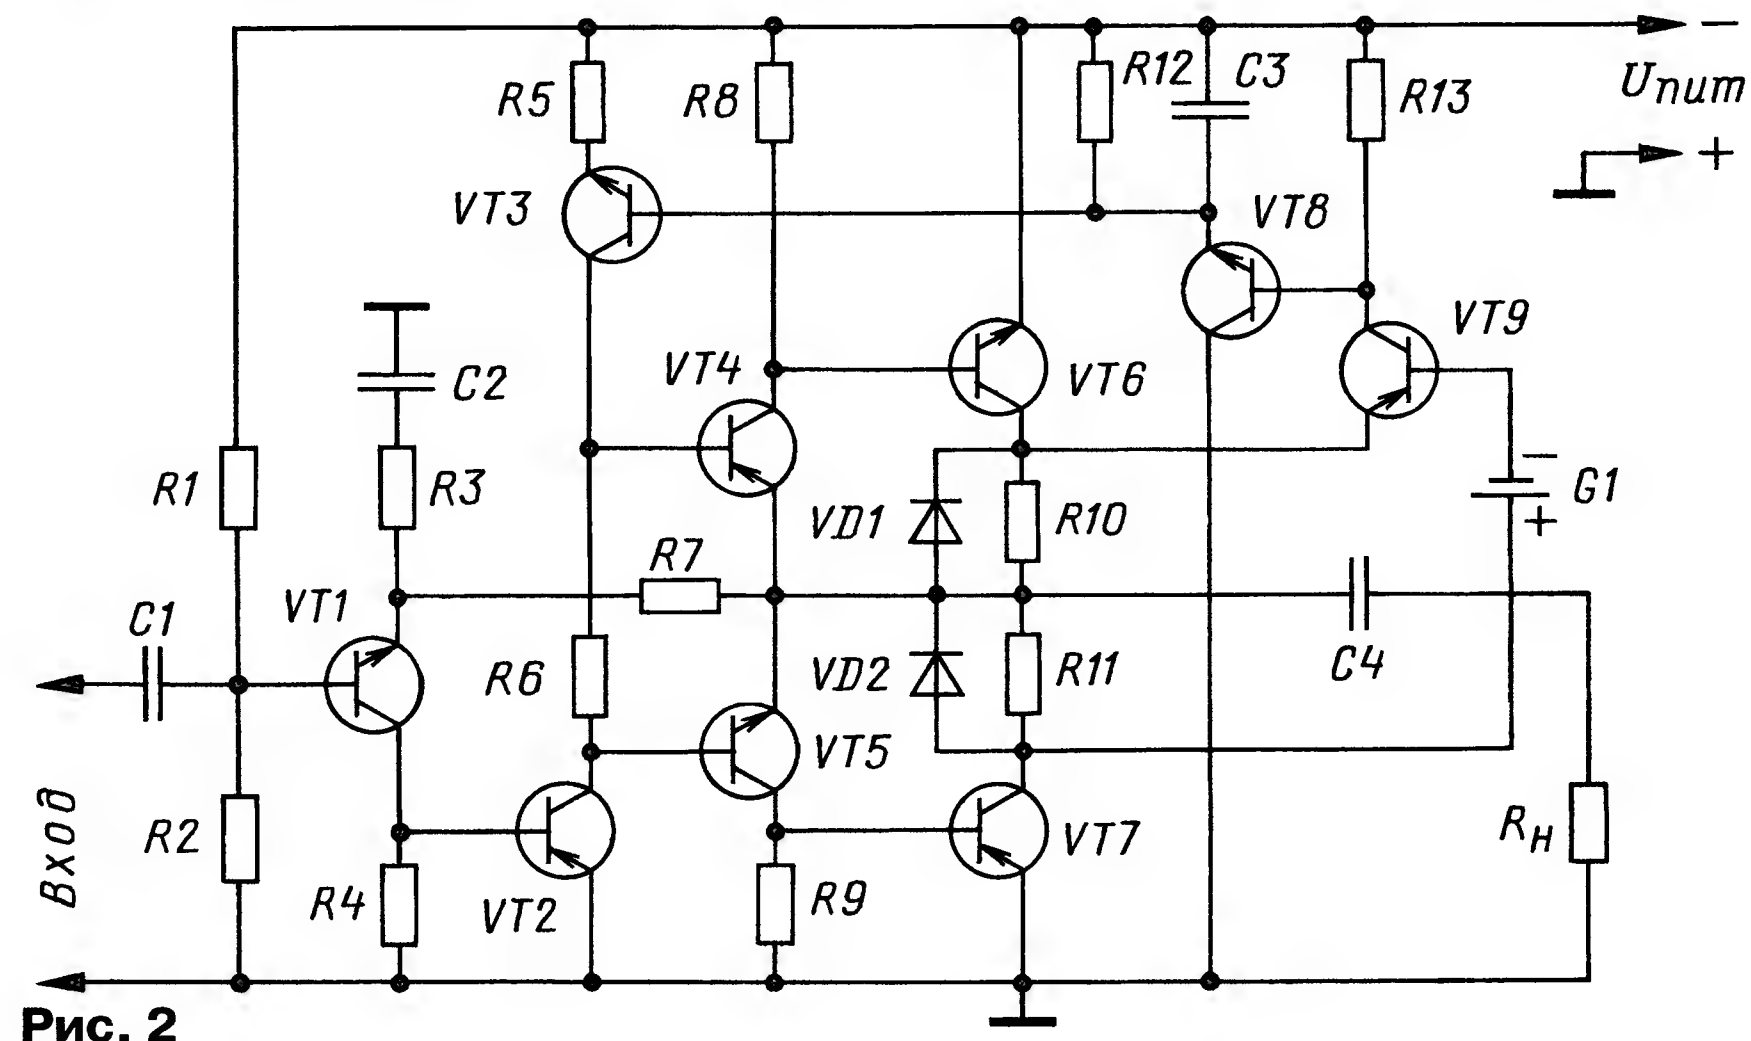 R5
R8
R12
C3
R13
Uпит
−
+
VT3
VT8
VT9
C2
VT4
VT6
R1
R3
VD1
R10
−
G1
+
R7
C1
VT1
R6
VD2
R11
C4
VT5
Вход
R2
R4
VT2
R9
VT7
Rн
Рис. 2